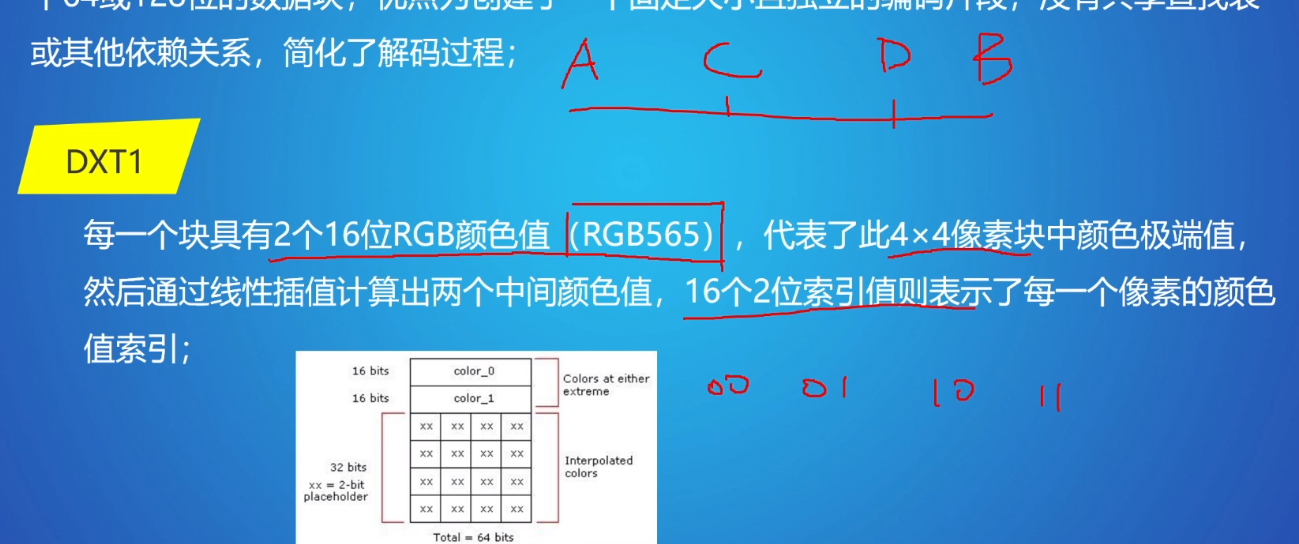 个64或128位的数据块，优点为创建了一个固定大小且独立的编码片段，没有共享查找表
或其他依赖关系，简化了解码过程；
A C D B
DXT1
每一个块具有2个16位RGB颜色值（RGB565），代表了此4×4像素块中颜色极端值，
然后通过线性插值计算出两个中间颜色值，16个2位索引值则表示了每一个像素的颜色
值索引；
00 01 10 11
16 bits color_0
Colors at either
extreme
16 bits color_1
xx xx xx xx
xx xx xx xx
Interpolated
colors
32 bits
xx = 2-bit
placeholder
xx xx xx xx
xx xx xx xx
Total = 64 bits